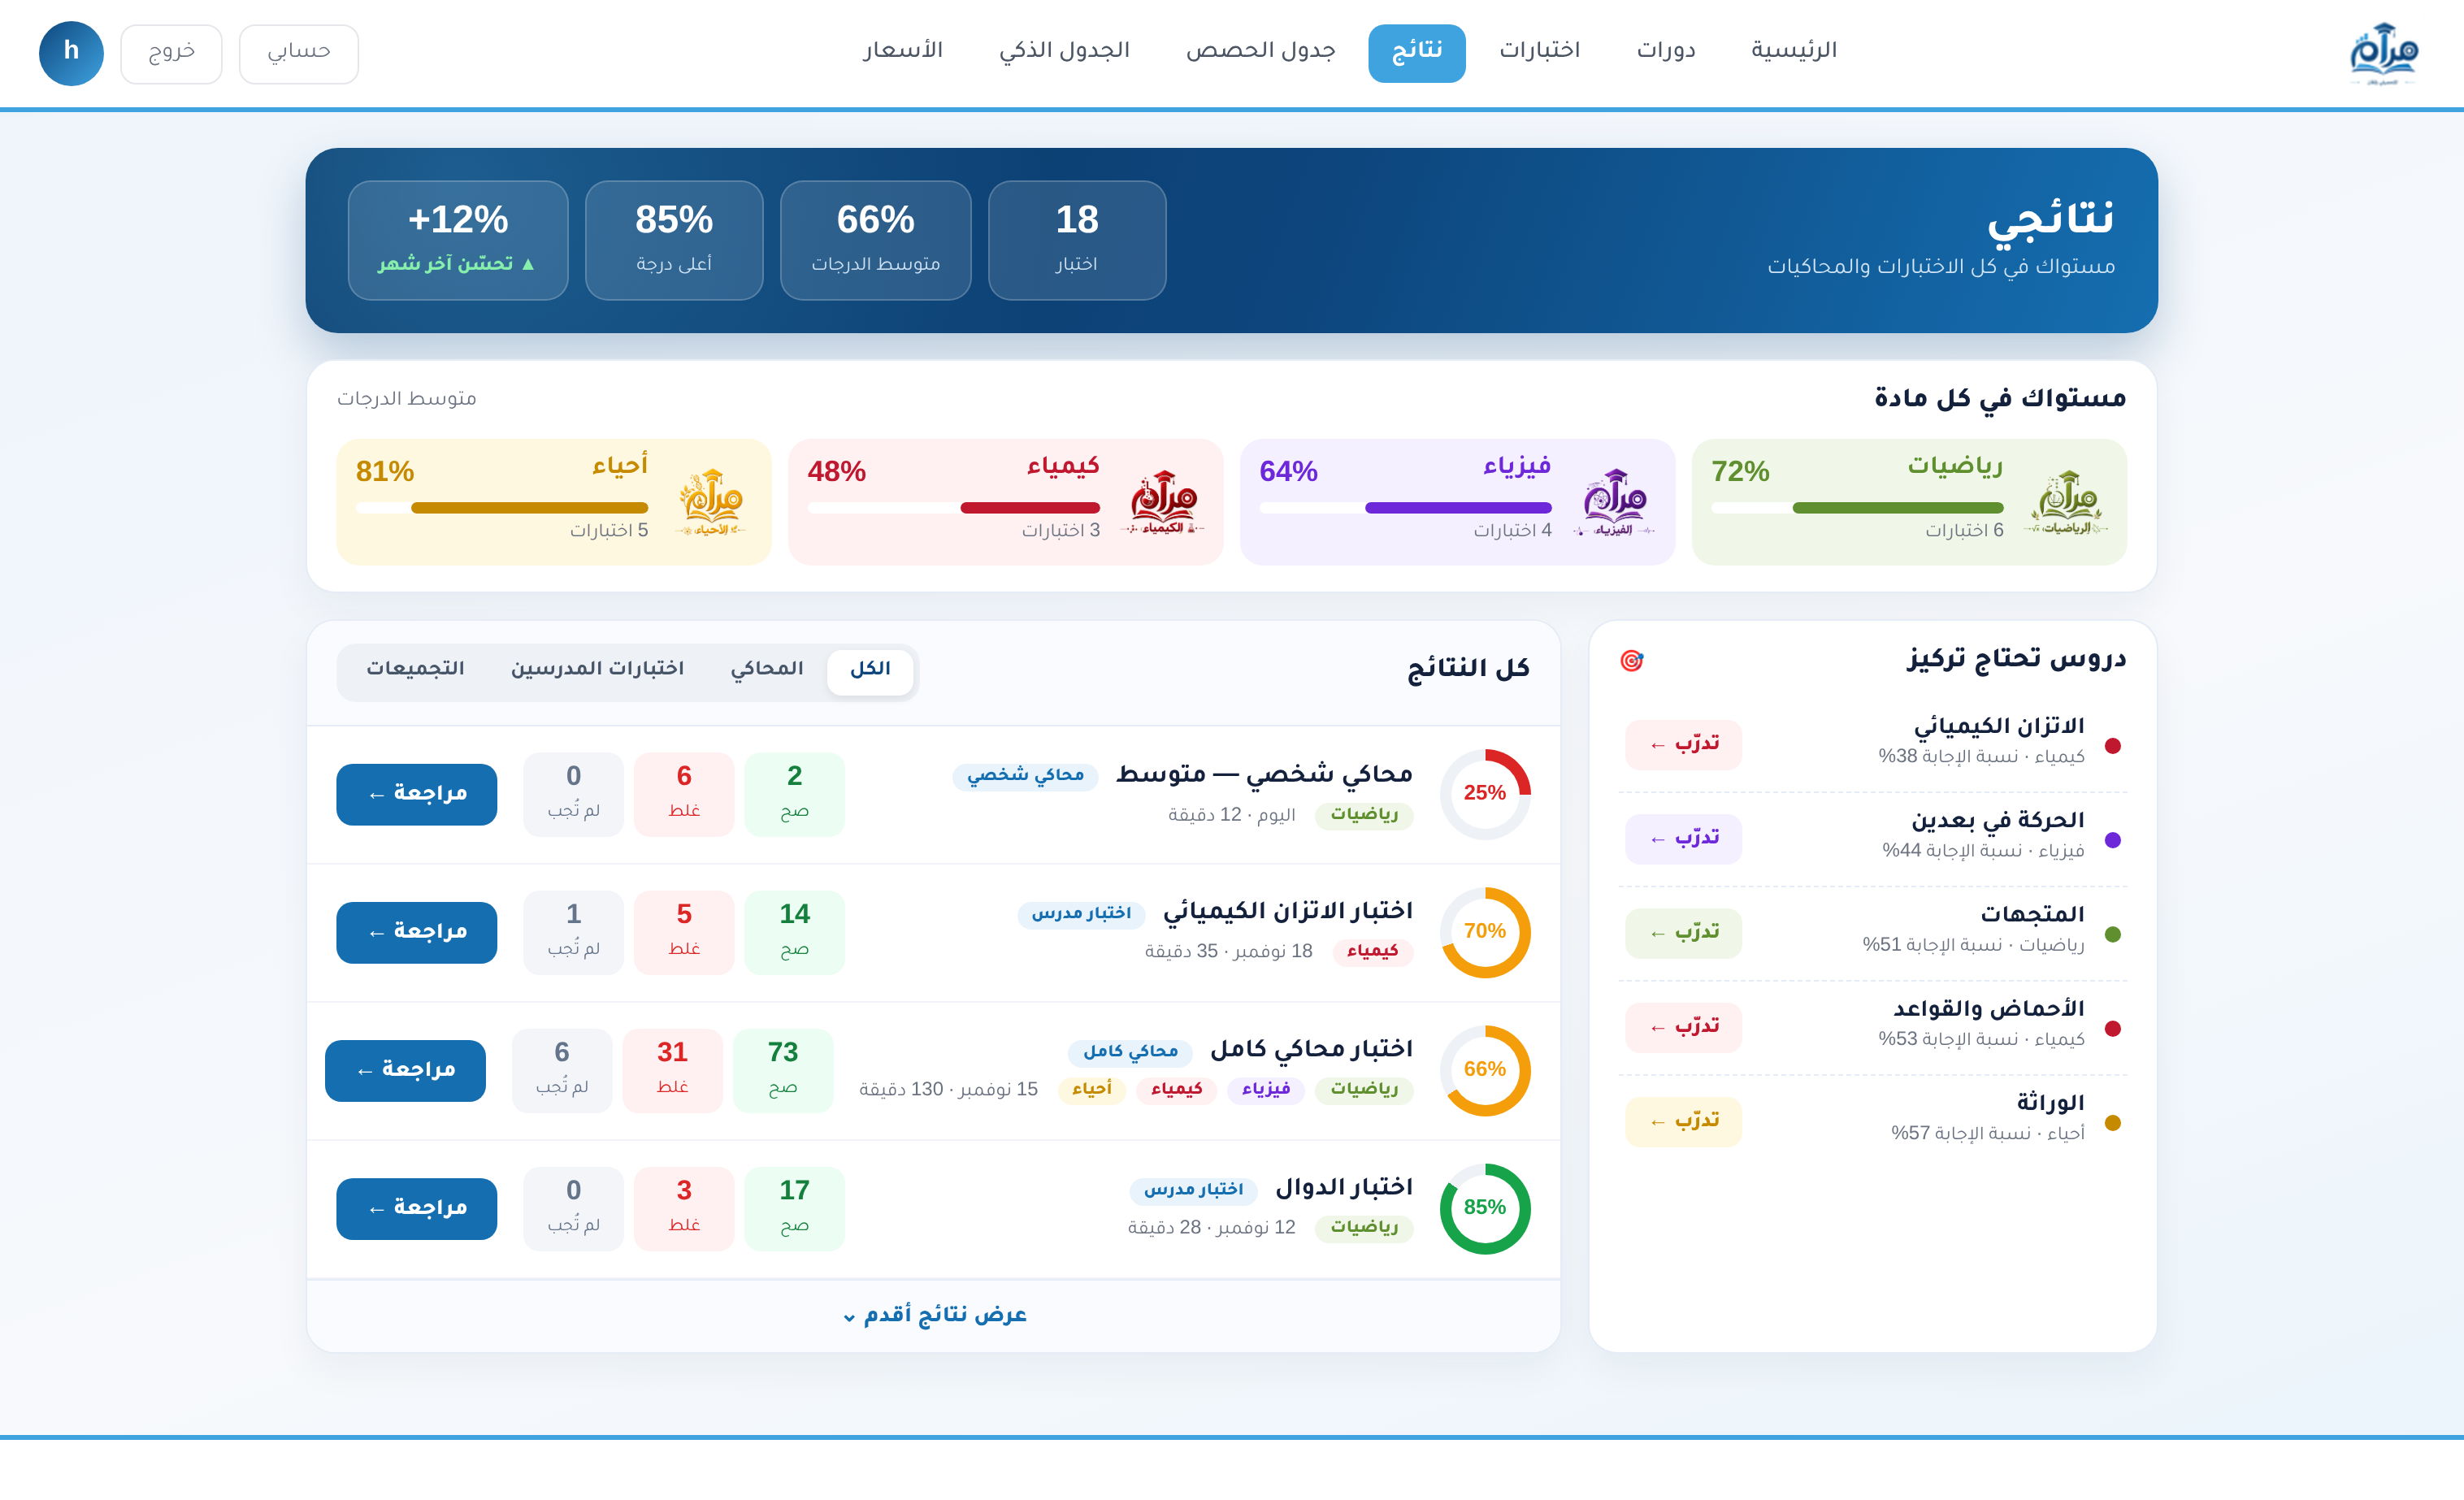 مرام
الرئيسية
دورات
اختبارات
نتائج
جدول الحصص
الجدول الذكي
الأسعار
حسابي
خروج
h
نتائجي
مستواك في كل الاختبارات والمحاكيات
18
اختبار
66%
متوسط الدرجات
85%
أعلى درجة
+12%
▲ تحسّن آخر شهر
مستواك في كل مادة
متوسط الدرجات
مرام
الرياضيات
رياضيات
72%
6 اختبارات
مرام
الفيزياء
فيزياء
64%
4 اختبارات
مرام
الكيمياء
كيمياء
48%
3 اختبارات
مرام
الأحياء
أحياء
81%
5 اختبارات
دروس تحتاج تركيز
الاتزان الكيميائي
كيمياء · نسبة الإجابة 38%
تدرّب ←
الحركة في بعدين
فيزياء · نسبة الإجابة 44%
تدرّب ←
المتجهات
رياضيات · نسبة الإجابة 51%
تدرّب ←
الأحماض والقواعد
كيمياء · نسبة الإجابة 53%
تدرّب ←
الوراثة
أحياء · نسبة الإجابة 57%
تدرّب ←
كل النتائج
الكل
المحاكي
اختبارات المدرسين
التجميعات
25%
محاكي شخصي — متوسط
محاكي شخصي
رياضيات
اليوم · 12 دقيقة
2
صح
6
غلط
0
لم تُجب
مراجعة ←
70%
اختبار الاتزان الكيميائي
اختبار مدرس
كيمياء
18 نوفمبر · 35 دقيقة
14
صح
5
غلط
1
لم تُجب
مراجعة ←
66%
اختبار محاكي كامل
محاكي كامل
رياضيات
فيزياء
كيمياء
أحياء
15 نوفمبر · 130 دقيقة
73
صح
31
غلط
6
لم تُجب
مراجعة ←
85%
اختبار الدوال
اختبار مدرس
رياضيات
12 نوفمبر · 28 دقيقة
17
صح
3
غلط
0
لم تُجب
مراجعة ←
عرض نتائج أقدم ⌄